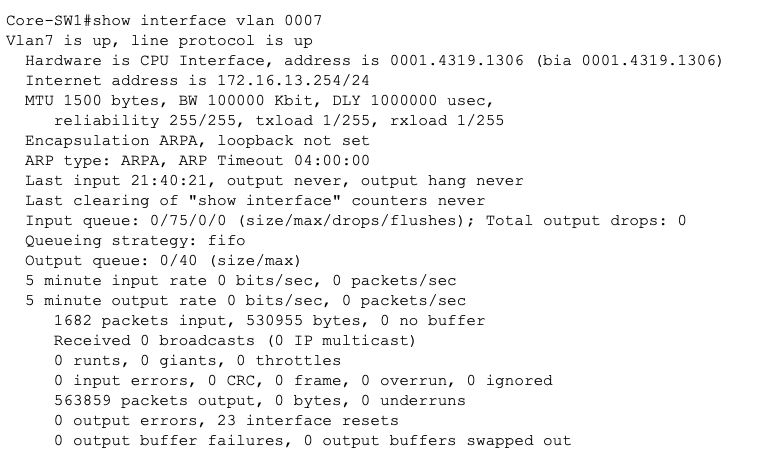 Core-SW1#show interface vlan 0007
Vlan7 is up, line protocol is up
Hardware is CPU Interface, address is 0001.4319.1306 (bia 0001.4319.1306)
Internet address is 172.16.13.254/24
MTU 1500 bytes, BW 100000 Kbit, DLY 1000000 usec,
reliability 255/255, txload 1/255, rxload 1/255
Encapsulation ARPA, loopback not set
ARP type: ARPA, ARP Timeout 04:00:00
Last input 21:40:21, output never, output hang never
Last clearing of "show interface" counters never
Input queue: 0/75/0/0 (size/max/drops/flushes); Total output drops: 0
Queueing strategy: fifo
Output queue: 0/40 (size/max)
5 minute input rate 0 bits/sec, 0 packets/sec
5 minute output rate 0 bits/sec, 0 packets/sec
1682 packets input, 530955 bytes, 0 no buffer
Received 0 broadcasts (0 IP multicast)
0 runts, 0 giants, 0 throttles
0 input errors, 0 CRC, 0 frame, 0 overrun, 0 ignored
563859 packets output, 0 bytes, 0 underruns
0 output errors, 23 interface resets
0 output buffer failures, 0 output buffers swapped out